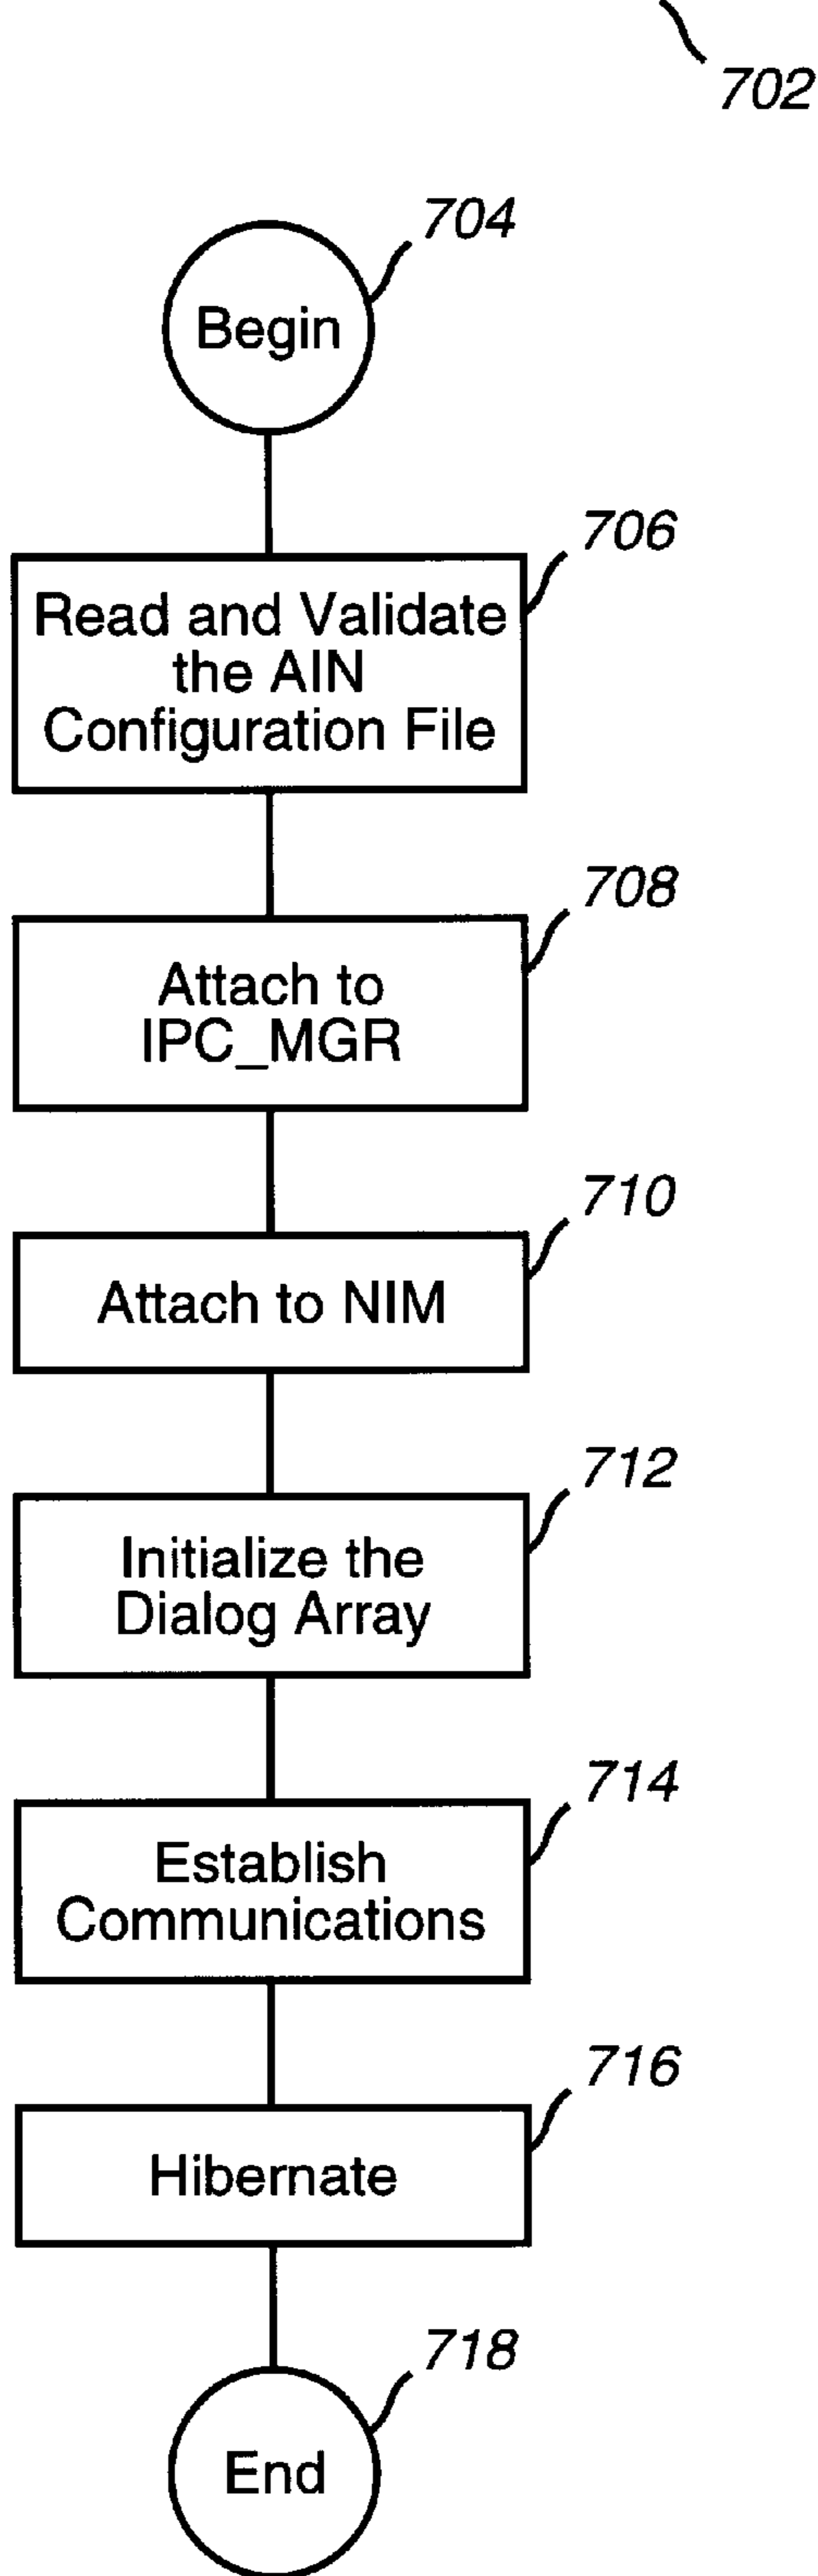 702
704
Begin
706
Read and Validate
the AIN
Configuration File
708
Attach to
IPC_MGR
710
Attach to NIM
712
Initialize the
Dialog Array
714
Establish
Communications
716
Hibernate
718
End